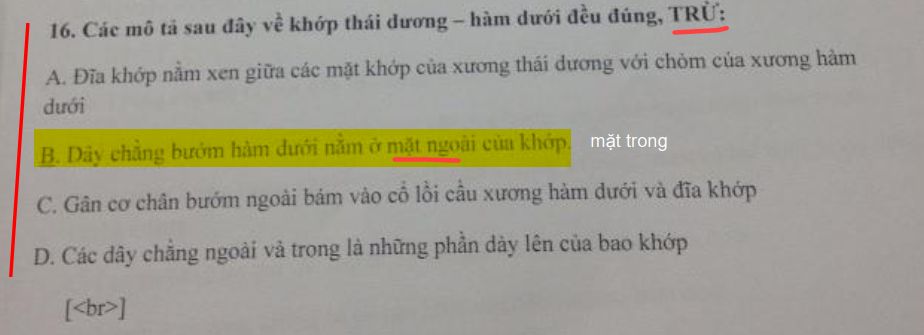 16. Các mô tả sau đây về khớp thái dương – hàm dưới đều đúng, TRỪ:
A. Đĩa khớp nằm xen giữa các mặt khớp của xương thái dương với chỏm của xương hàm
dưới
B. Dây chằng bướm hàm dưới nằm ở mặt ngoài của khớp. mặt trong
C. Gân cơ chân bướm ngoài bám vào cổ lồi cầu xương hàm dưới và đĩa khớp
D. Các dây chằng ngoài và trong là những phần dày lên của bao khớp
[<br>]